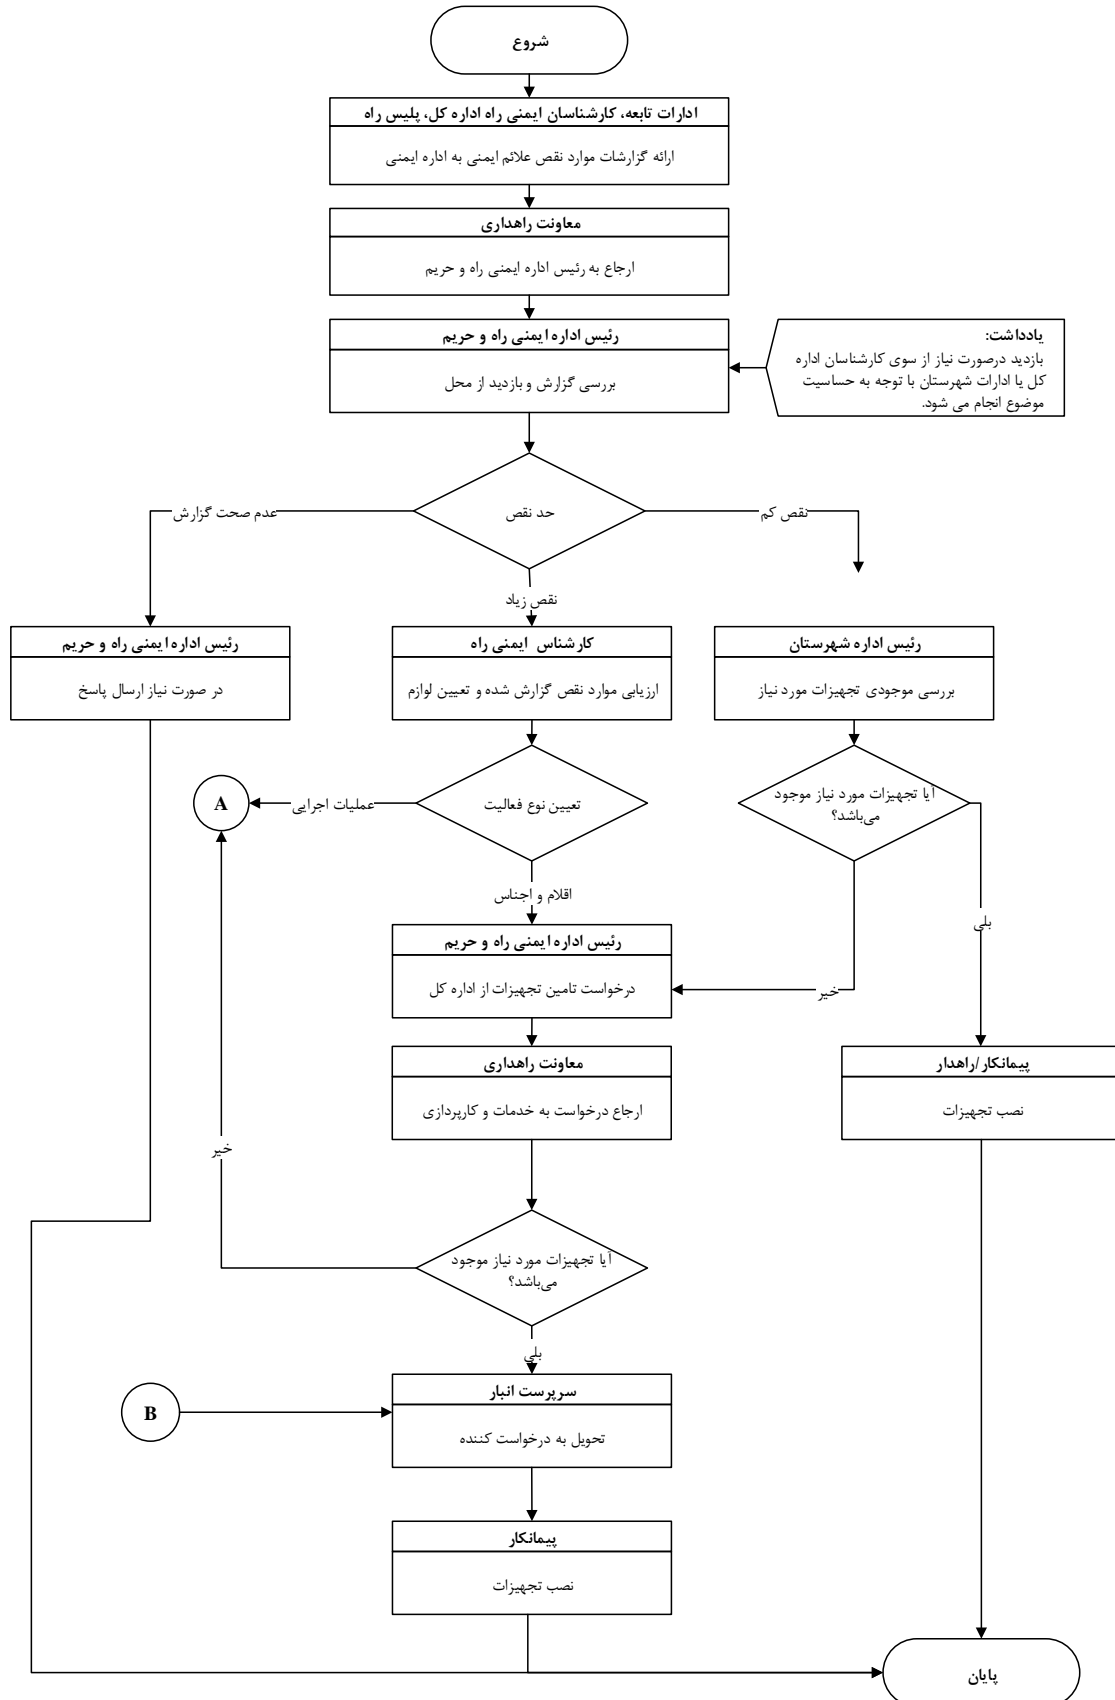 شروع
ادارات تابعه، کارشناسان ایمنی راه اداره کل، پلیس راه
ارائه گزارشات موارد نقص علائم ایمنی به اداره ایمنی
معاونت راهداری
ارجاع به رئیس اداره ایمنی راه و حریم
رئیس اداره ایمنی راه و حریم
بررسی گزارش و بازدید از محل
یادداشت:
بازدید درصورت نیاز از سوی کارشناسان اداره
کل یا ادارات شهرستان با توجه به حساسیت
موضوع انجام می شود.
حد نقص
نقص کم
عدم صحت گزارش
نقص زیاد
رئیس اداره شهرستان
بررسی موجودی تجهیزات مورد نیاز
کارشناس ایمنی راه
ارزیابی موارد نقص گزارش شده و تعیین لوازم
رئیس اداره ایمنی راه و حریم
در صورت نیاز ارسال پاسخ
آیا تجهیزات مورد نیاز موجود
می‌باشد؟
تعیین نوع فعالیت
عملیات اجرایی
A
اقلام و اجناس
بلی
خیر
رئیس اداره ایمنی راه و حریم
درخواست تامین تجهیزات از اداره کل
پیمانکار/راهدار
نصب تجهیزات
معاونت راهداری
ارجاع درخواست به خدمات و کارپردازی
خیر
آیا تجهیزات مورد نیاز موجود
می‌باشد؟
بلی
سرپرست انبار
تحویل به درخواست کننده
B
پیمانکار
نصب تجهیزات
پایان